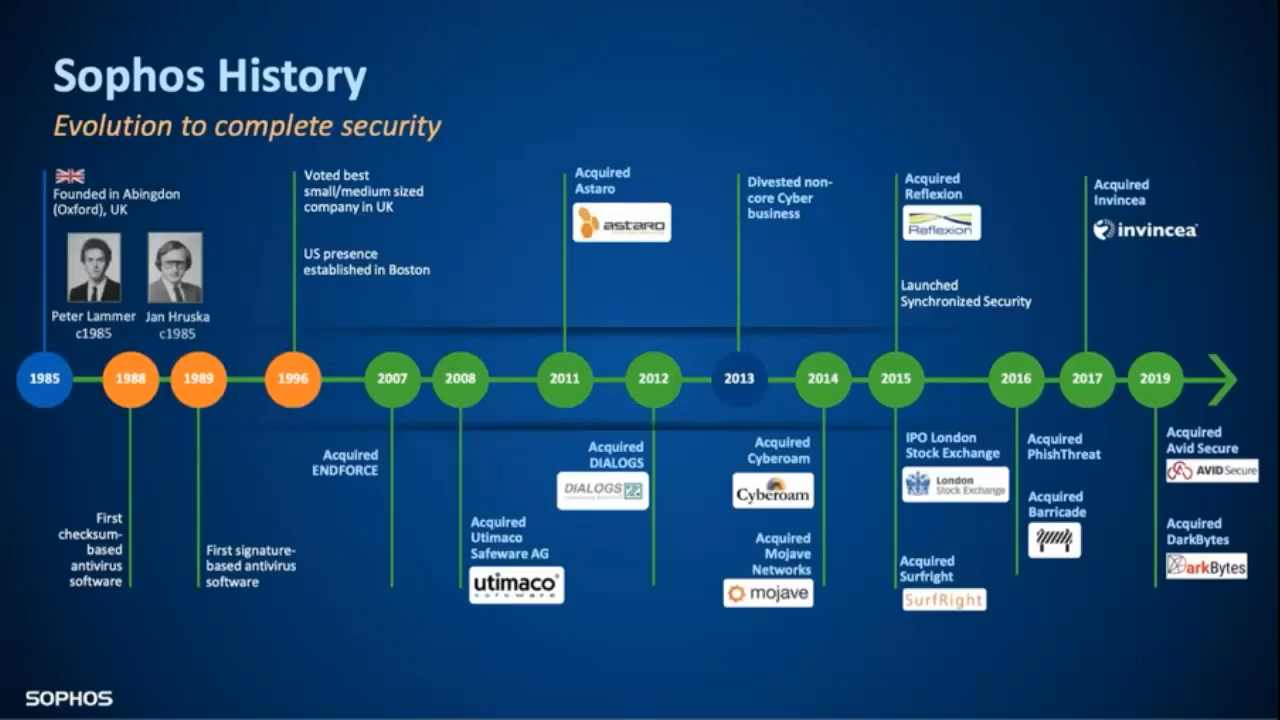 Sophos History
Evolution to complete security
Founded in Abingdon
(Oxford), UK
Peter Lammer
c1985
Jan Hruska
c1985
Voted best
small/medium sized
company in UK
US presence
established in Boston
Acquired
Astaro
astaro
Divested non-
core Cyber
business
Acquired
Reflexion
Reflexion
Launched
Synchronized Security
Acquired
Invincea
invincea
1985
1988
1989
1996
2007
2008
2011
2012
2013
2014
2015
2016
2017
2019
First
checksum-
based
antivirus
software
First signature-
based antivirus
software
Acquired
ENDFORCE
Acquired
Utimaco
Safeware AG
utimaco
software
Acquired
DIALOGS
DIALOGS
Acquired
Cyberoam
Cyberoam
Acquired
Mojave
Networks
mojave
IPO London
Stock Exchange
London
Stock Exchange
Acquired
Surfright
SurfRight
Acquired
PhishThreat
Acquired
Barricade
Acquired
Avid Secure
AVIDSecure
Acquired
DarkBytes
DarkBytes
SOPHOS